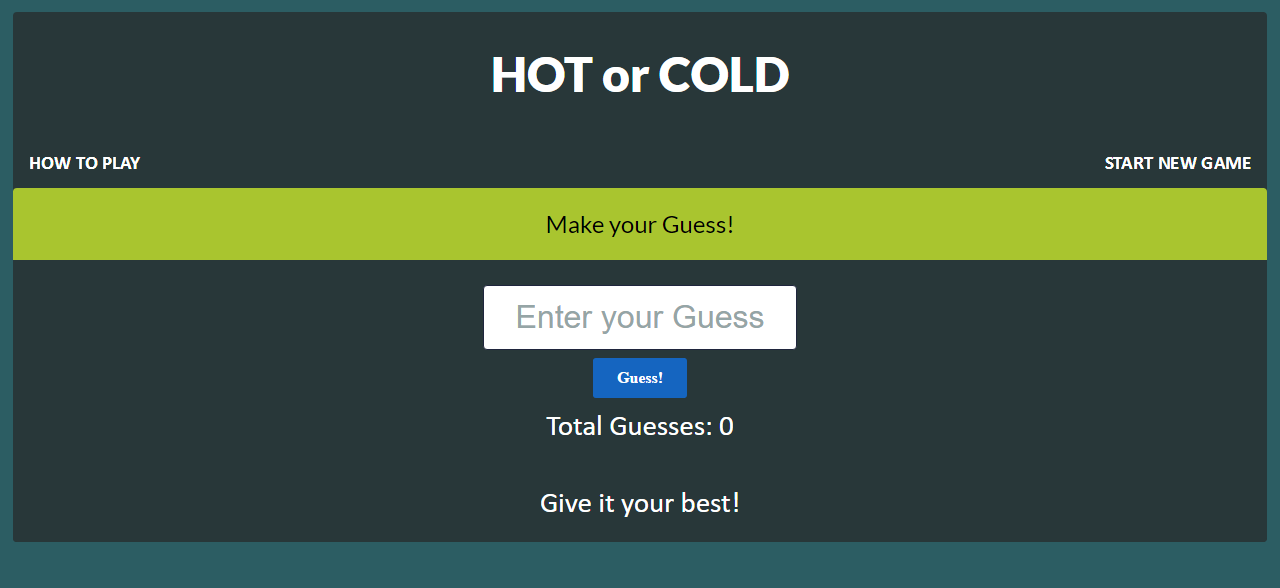 HOT or COLD
HOW TO PLAY
START NEW GAME
Make your Guess!
Enter your Guess
Guess!
Total Guesses: 0
Give it your best!